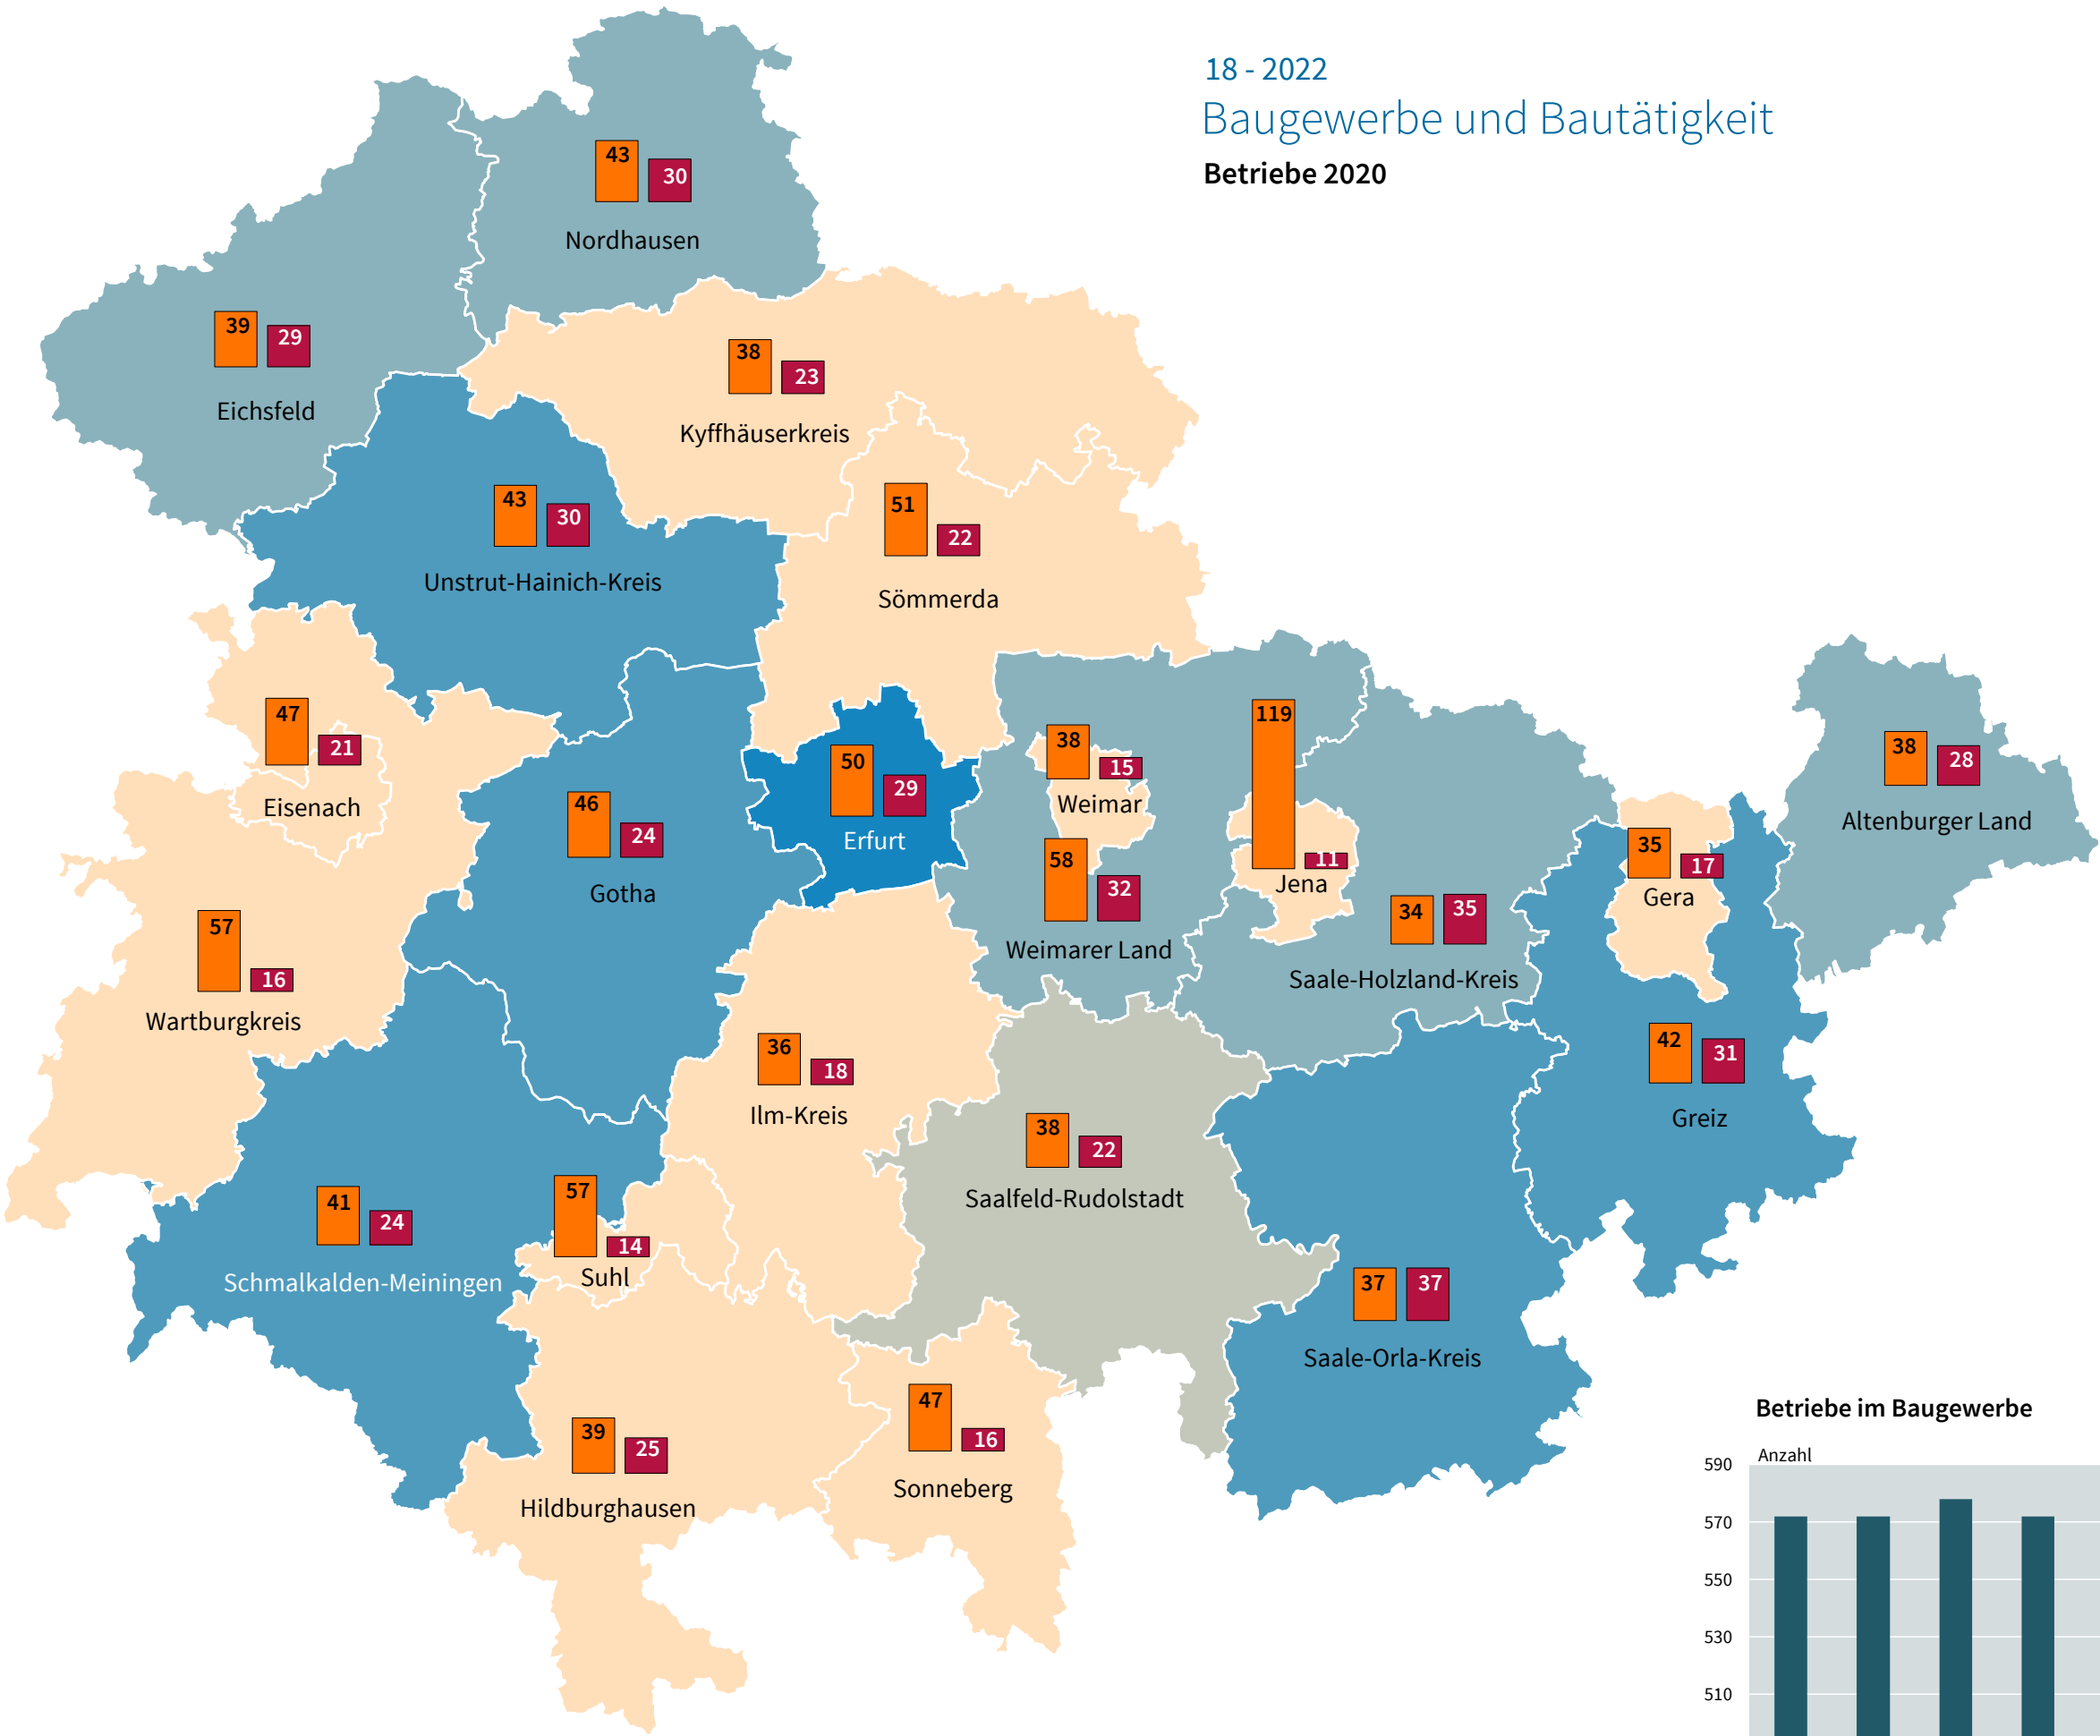 18 - 2022
Baugewerbe und Bautätigkeit
Betriebe 2020
43
30
Nordhausen
39
29
Eichsfeld
38
23
Kyffhäuserkreis
43
30
Unstrut-Hainich-Kreis
51
22
Sömmerda
47
21
Eisenach
46
24
Gotha
50
29
Erfurt
38
15
Weimar
58
32
Weimarer Land
119
11
Jena
34
35
Saale-Holzland-Kreis
35
17
Gera
38
28
Altenburger Land
57
16
Wartburgkreis
36
18
Ilm-Kreis
42
31
Greiz
38
22
Saalfeld-Rudolstadt
41
24
Schmalkalden-Meiningen
57
14
Suhl
37
37
Saale-Orla-Kreis
39
25
Hildburghausen
47
16
Sonneberg
Betriebe im Baugewerbe
Anzahl
590
570
550
530
510